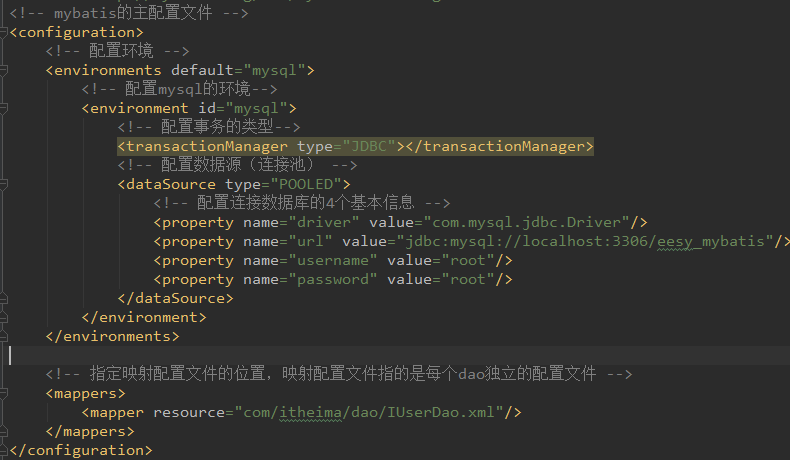 <!-- mybatis的主配置文件 -->
<configuration>
<!-- 配置环境 -->
<environments default="mysql">
<!-- 配置mysql的环境-->
<environment id="mysql">
<!-- 配置事务的类型-->
<transactionManager type="JDBC"></transactionManager>
<!-- 配置数据源（连接池） -->
<dataSource type="POOLED">
<!-- 配置连接数据库的4个基本信息 -->
<property name="driver" value="com.mysql.jdbc.Driver"/>
<property name="url" value="jdbc:mysql://localhost:3306/eesy_mybatis"/>
<property name="username" value="root"/>
<property name="password" value="root"/>
</dataSource>
</environment>
</environments>
<!-- 指定映射配置文件的位置，映射配置文件指的是每个dao独立的配置文件 -->
<mappers>
<mapper resource="com/itheima/dao/IUserDao.xml"/>
</mappers>
</configuration>